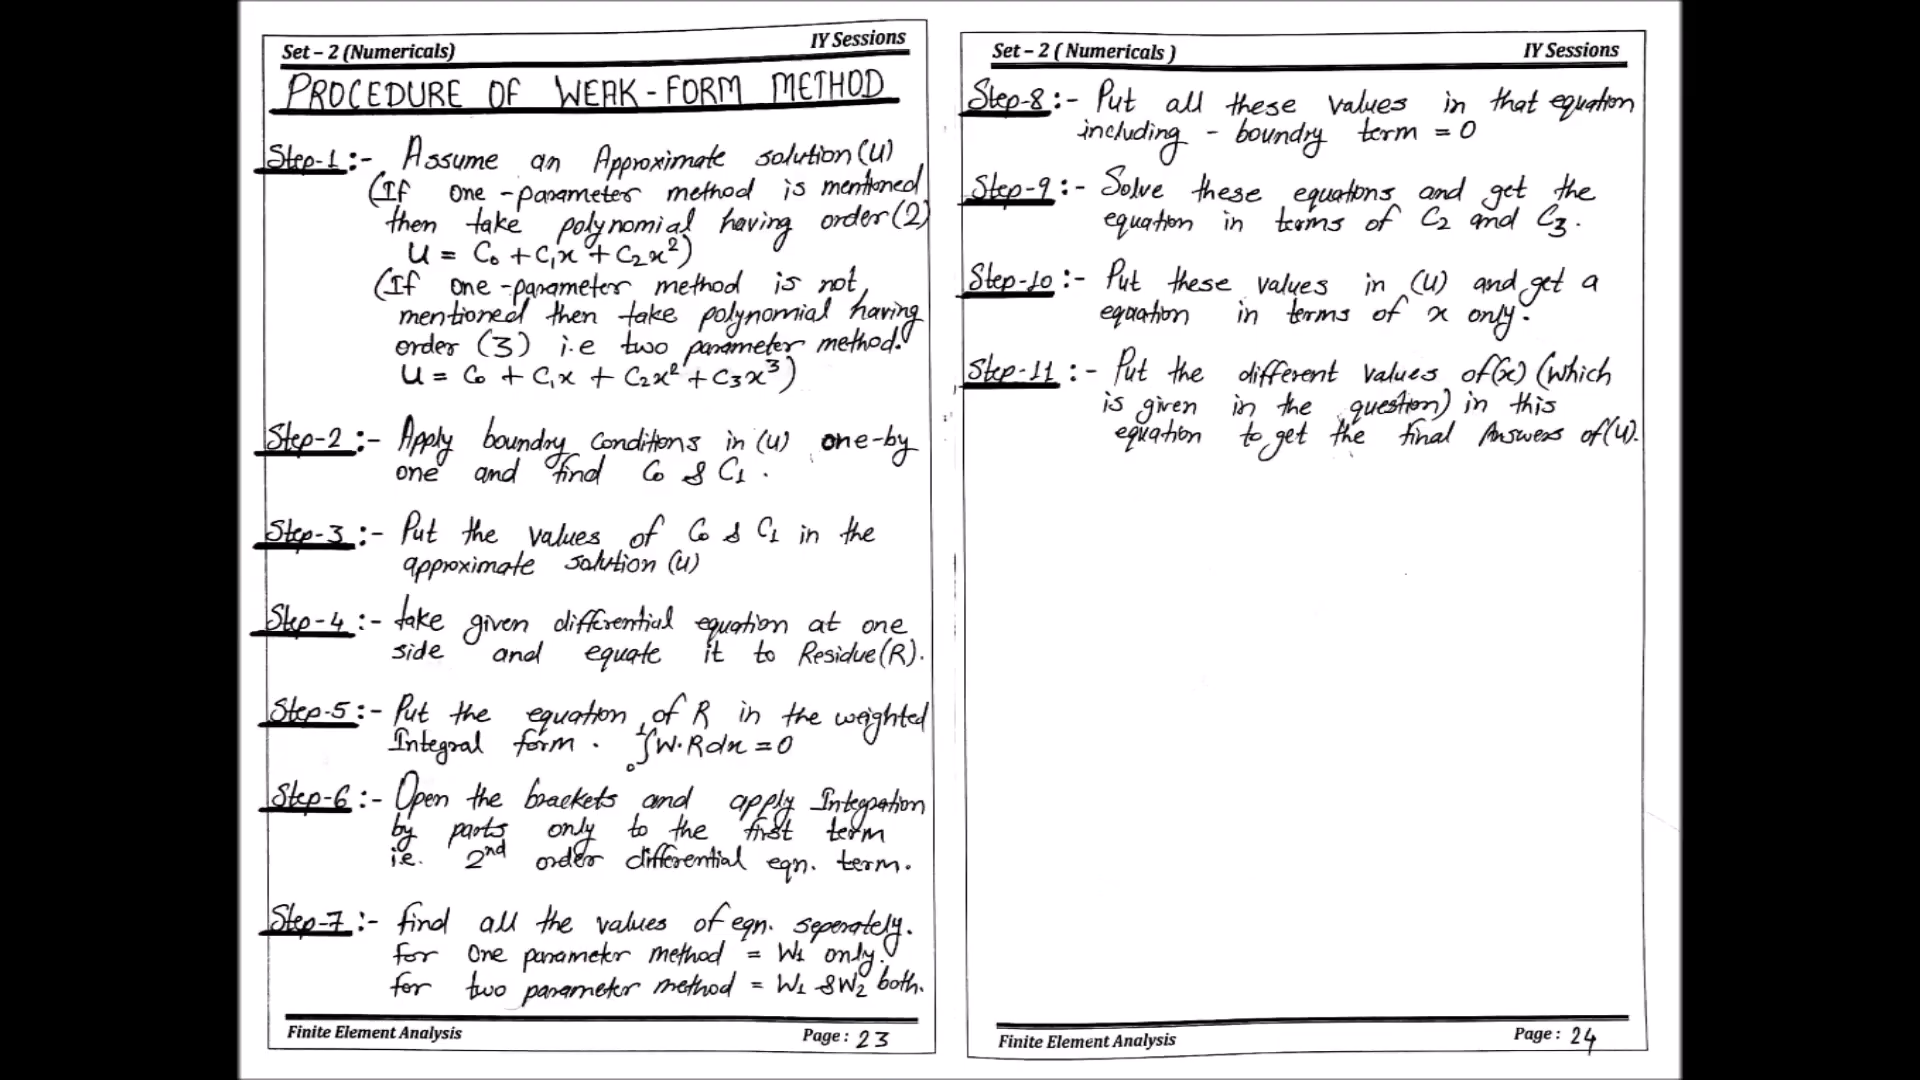 Set – 2 (Numericals)
IY Sessions
PROCEDURE OF WEAK-FORM METHOD
Step-1 :- Assume an Approximate solution (U)
(If one-parameter method is mentioned
then take polynomial having order(2)
U = C₀ + C₁x + C₂x²)
(If one-parameter method is not
mentioned then take polynomial having
order (3) i.e two parameter method.
U = C₀ + C₁x + C₂x² + C₃x³)
Step-2 :- Apply boundry conditions in (U) one-by
one and find C₀ & C₁.
Step-3 :- Put the values of C₀ & C₁ in the
approximate solution (U)
Step-4 :- take given differential equation at one
side and equate it to Residue(R).
Step-5 :- Put the equation of R in the weighted
Integral form. ₀∫¹W.Rdx = 0
Step-6 :- Open the brackets and apply Integration
by parts only to the first term
i.e. 2nd order differential eqn. term.
Step-7 :- find all the values of eqn. seperately.
for one parameter method = W₁ only.
for two parameter method = W₁ & W₂ both.
Finite Element Analysis
Page : 23
Set – 2 ( Numericals )
IY Sessions
Step-8 :- Put all these values in that equation
including - boundry term = 0
Step-9 :- Solve these equations and get the
equation in terms of C₂ and C₃.
Step-10 :- Put these values in (U) and get a
equation in terms of x only.
Step-11 :- Put the different values of (x) (which
is given in the question) in this
equation to get the final Answers of (U).
Finite Element Analysis
Page : 24